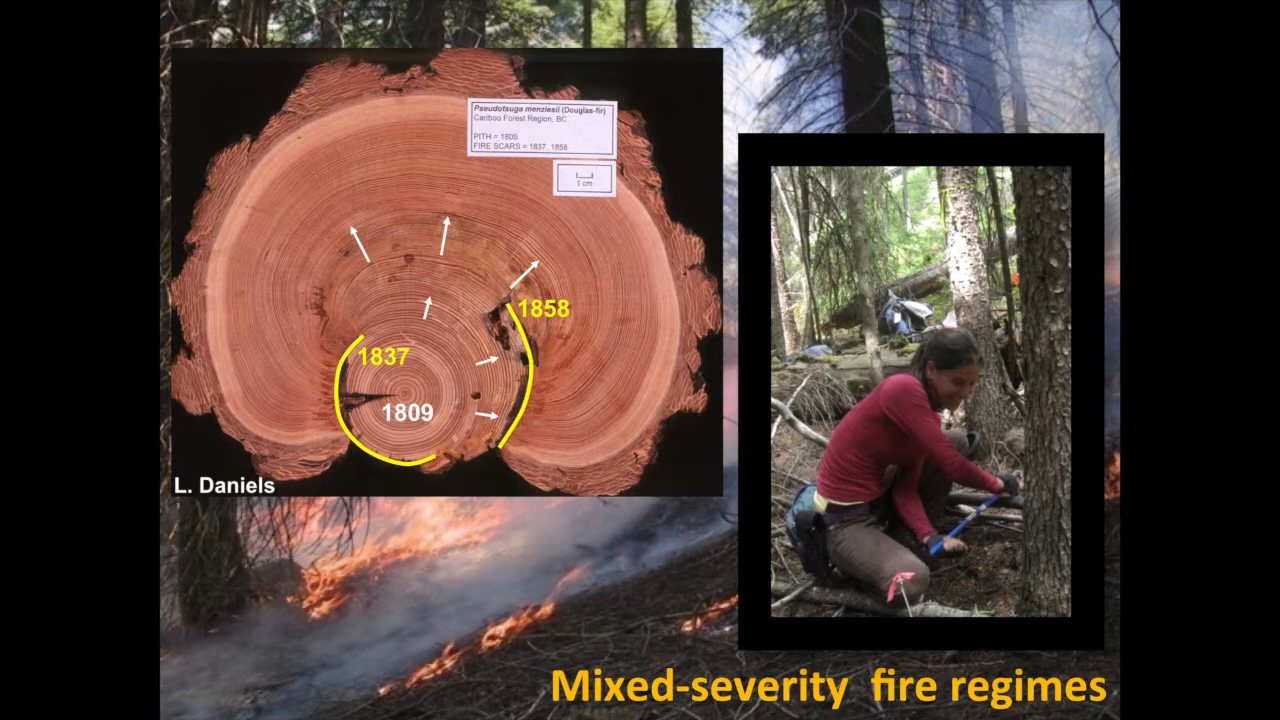 Pseudotsuga menziesii (Douglas-fir)
Cariboo Forest Region, BC
PITH = 1809
FIRE SCARS = 1837, 1858
1 cm
1858
1837
1809
L. Daniels
Mixed-severity fire regimes